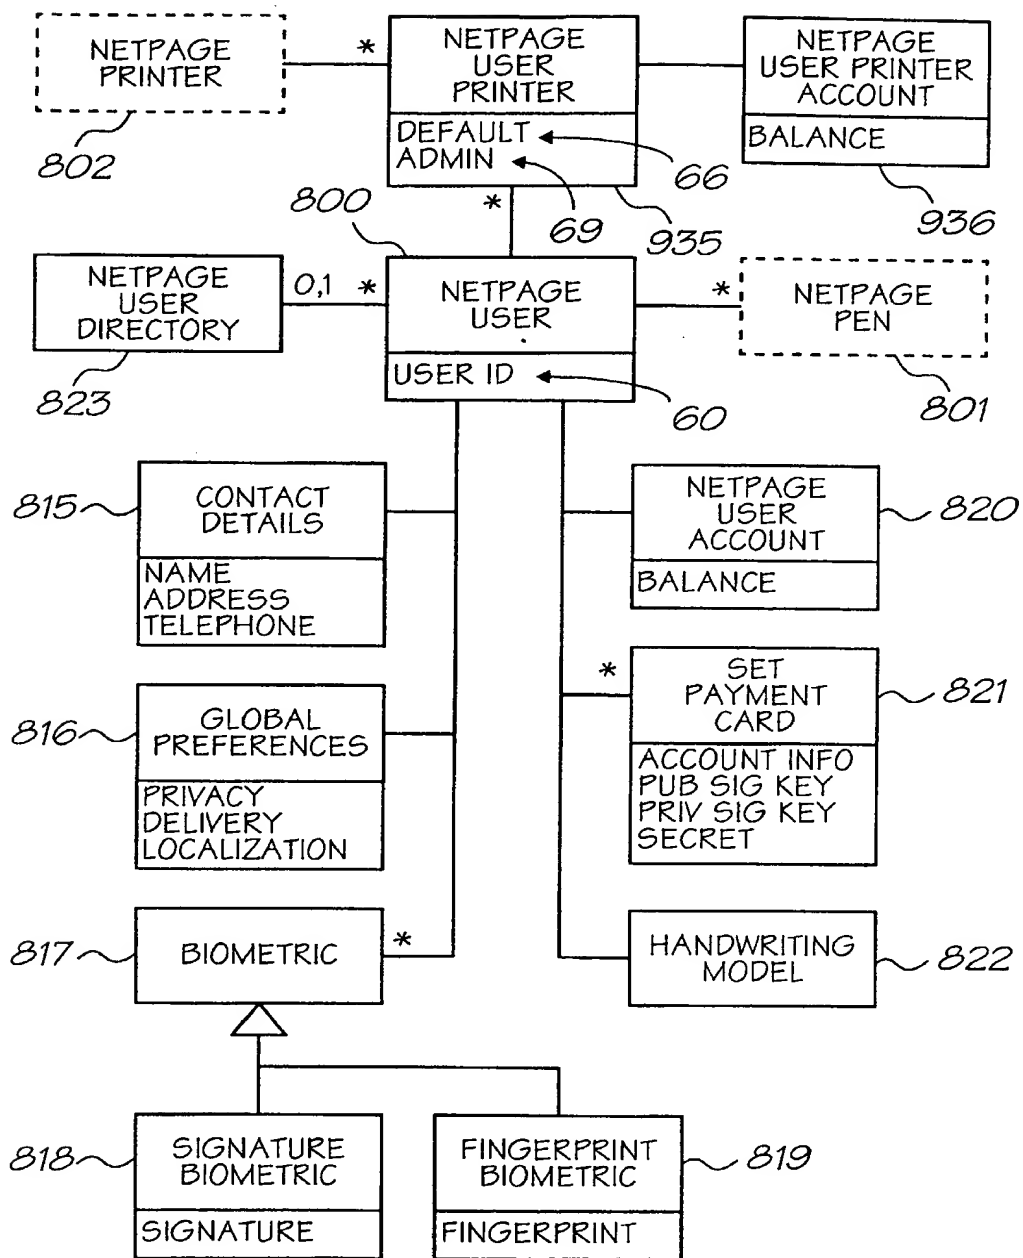 NETPAGE
PRINTER
802
*
NETPAGE
USER
PRINTER
DEFAULT
ADMIN
66
69
935
NETPAGE
USER PRINTER
ACCOUNT
BALANCE
936
*
800
NETPAGE
USER
DIRECTORY
823
0,1
*
NETPAGE
USER
USER ID
60
*
NETPAGE
PEN
801
815
CONTACT
DETAILS
NAME
ADDRESS
TELEPHONE
NETPAGE
USER
ACCOUNT
BALANCE
820
816
GLOBAL
PREFERENCES
PRIVACY
DELIVERY
LOCALIZATION
*
SET
PAYMENT
CARD
ACCOUNT INFO
PUB SIG KEY
PRIV SIG KEY
SECRET
821
817
BIOMETRIC
*
HANDWRITING
MODEL
822
818
SIGNATURE
BIOMETRIC
SIGNATURE
FINGERPRINT
BIOMETRIC
FINGERPRINT
819